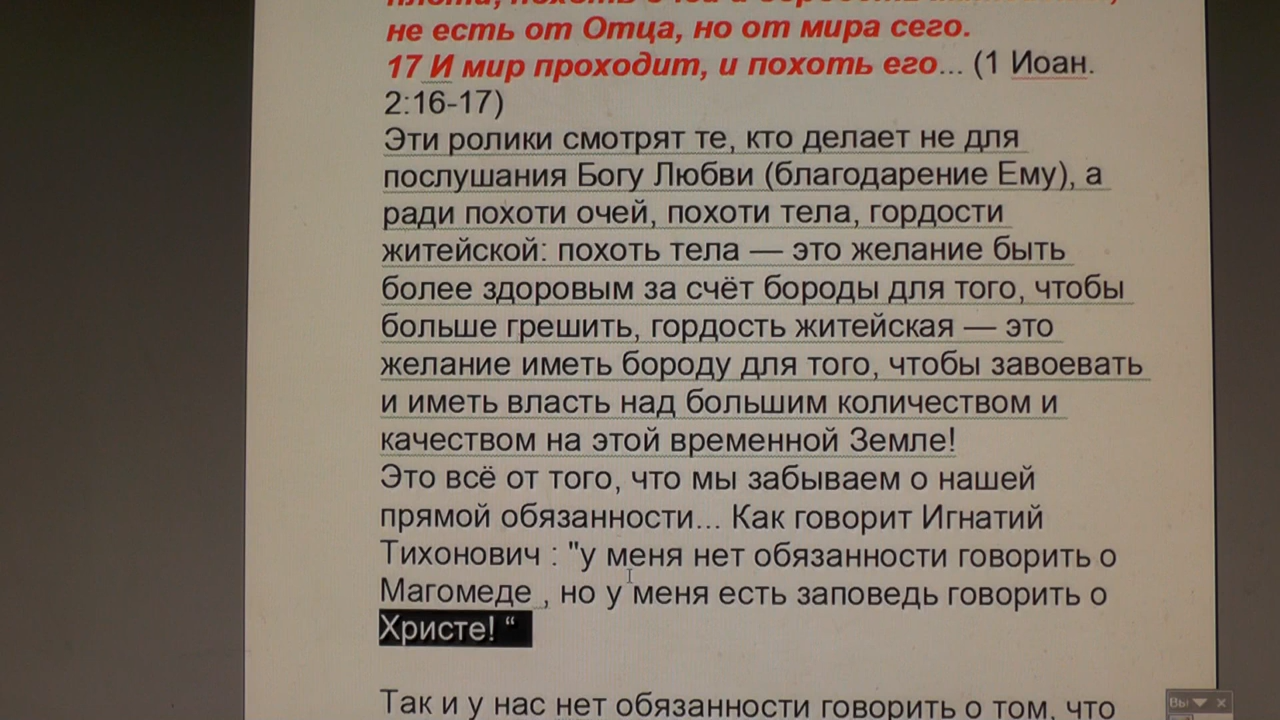 не есть от Отца, но от мира сего.
17 И мир проходит, и похоть его... (1 Иоан.
2:16-17)
Эти ролики смотрят те, кто делает не для
послушания Богу Любви (благодарение Ему), а
ради похоти очей, похоти тела, гордости
житейской: похоть тела — это желание быть
более здоровым за счёт бороды для того, чтобы
больше грешить, гордость житейская — это
желание иметь бороду для того, чтобы завоевать
и иметь власть над большим количеством и
качеством на этой временной Земле!
Это всё от того, что мы забываем о нашей
прямой обязанности... Как говорит Игнатий
Тихонович : "у меня нет обязанности говорить о
Магомеде , но у меня есть заповедь говорить о
Христе! “
Так и у нас нет обязанности говорить о том, что
Вы